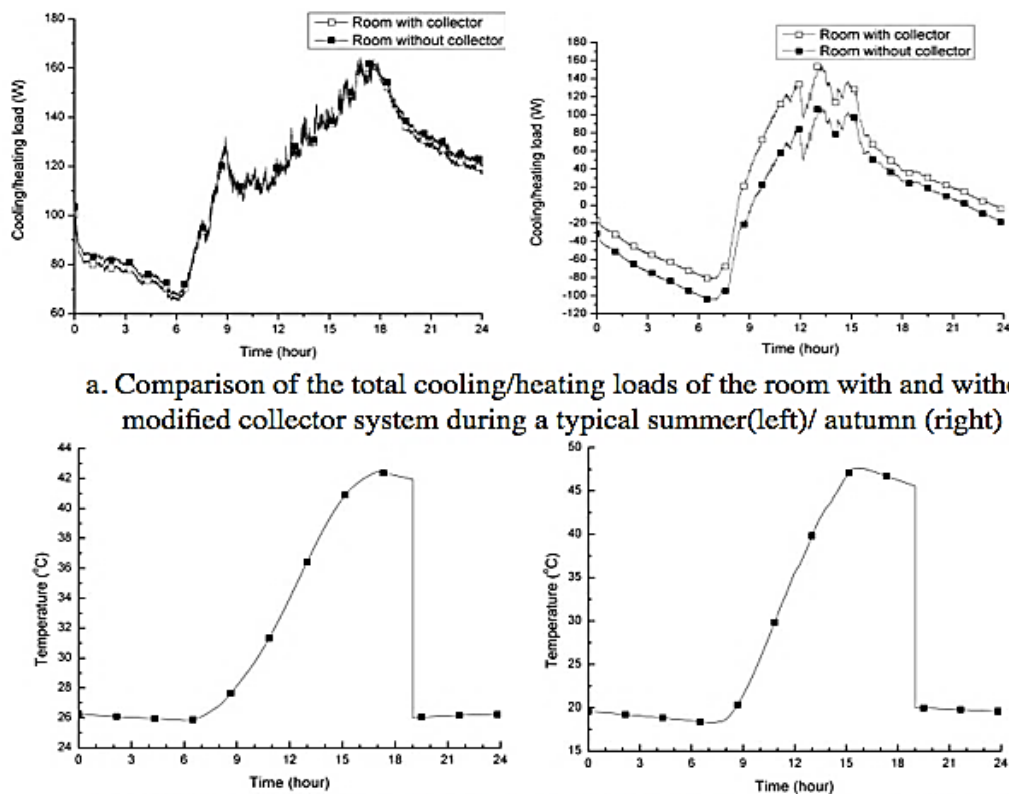 Room with collector
Room without collector
180
160
140
120
100
80
60
Cooling/heating load (W)
0 3 6 9 12 15 18 21 24
Time (hour)
Room with collector
Room without collector
180
160
140
120
100
80
60
40
20
0
-20
-40
-60
-80
-100
-120
Cooling/heating load (W)
0 3 6 9 12 15 18 21 24
Time (hour)
a. Comparison of the total cooling/heating loads of the room with and
modified collector system during a typical summer(left)/ autumn (right)
44
42
40
38
36
34
32
30
28
26
24
Temperature (°C)
0 3 6 9 12 15 18 21 24
Time (hour)
50
45
40
35
30
25
20
15
Temperature (°C)
0 3 6 9 12 15 18 21 24
Time (hour)